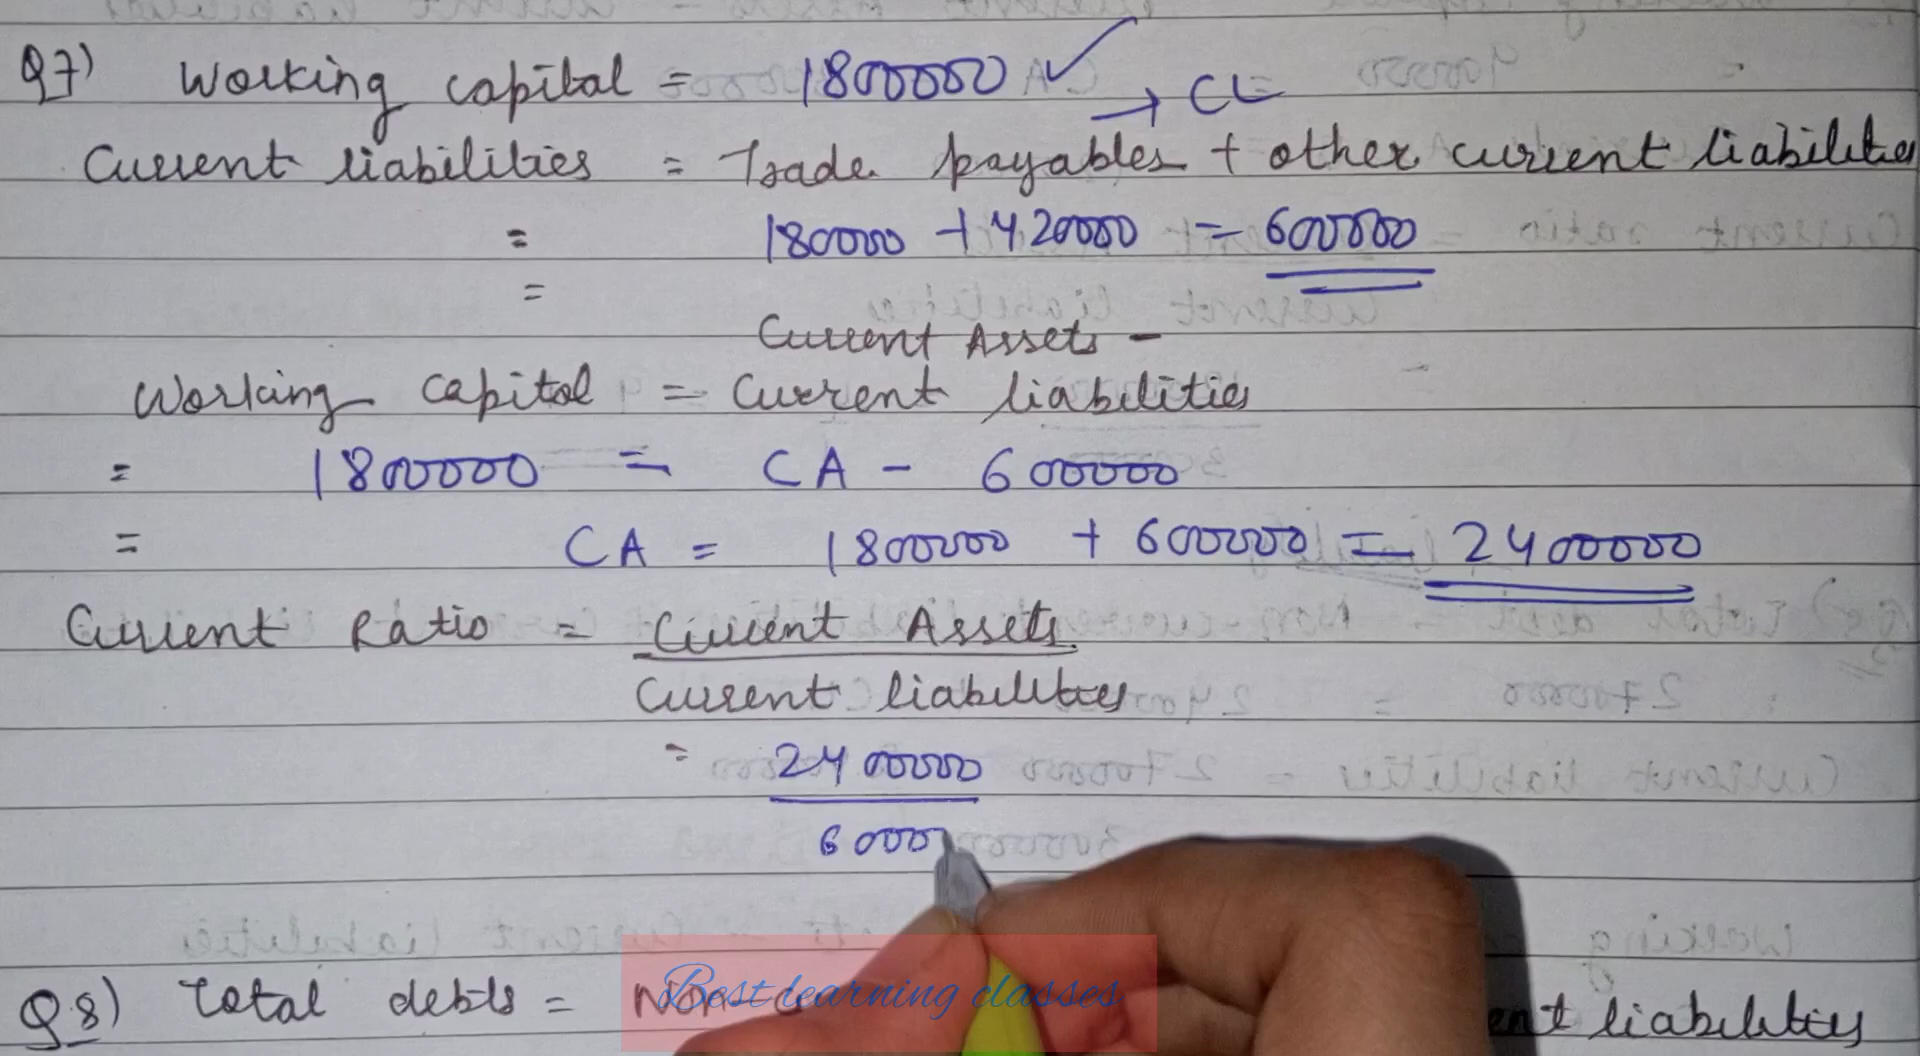 Q7) Working capital = 1800000 ✓
→ CL =
Current liabilities = Trade payables + other current liabilities
= 180000 + 420000 = 600000
=
Current Assets -
Working capital = Current liabilities
= 1800000 = CA - 600000
= CA = 1800000 + 600000 = 2400000
Current Ratio = Current Assets
Current liabilities
= 2400000
6000
Q.8) Total debts = Non liabilities
Best learning classes